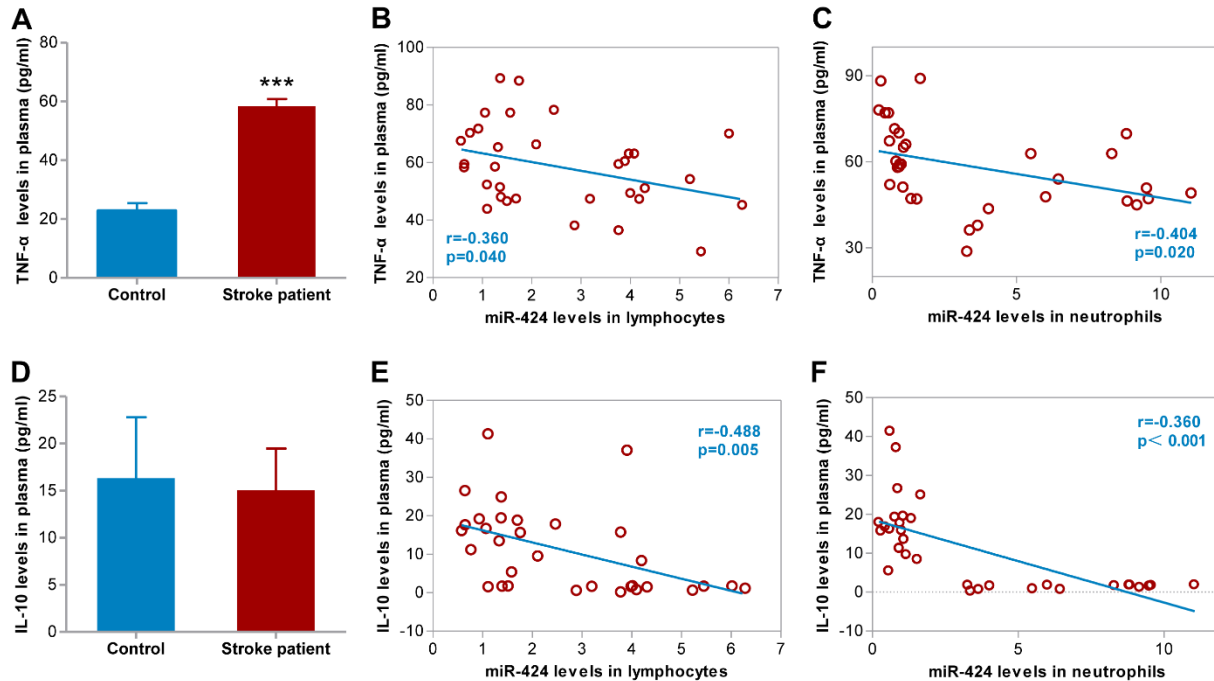 A
TNF-α levels in plasma (pg/ml)
80
60
40
20
0
***
Control
Stroke patient
B
TNF-α levels in plasma (pg/ml)
100
80
60
40
20
r=-0.360
p=0.040
0 1 2 3 4 5 6 7
miR-424 levels in lymphocytes
C
TNF-α levels in plasma (pg/ml)
90
60
30
r=-0.404
p=0.020
0 5 10
miR-424 levels in neutrophils
D
IL-10 levels in plasma (pg/ml)
25
20
15
10
5
0
Control
Stroke patient
E
IL-10 levels in plasma (pg/ml)
50
40
30
20
10
0
-10
r=-0.488
p=0.005
0 1 2 3 4 5 6 7
miR-424 levels in lymphocytes
F
IL-10 levels in plasma (pg/ml)
50
40
30
20
10
0
-10
r=-0.360
p< 0.001
0 5 10
miR-424 levels in neutrophils